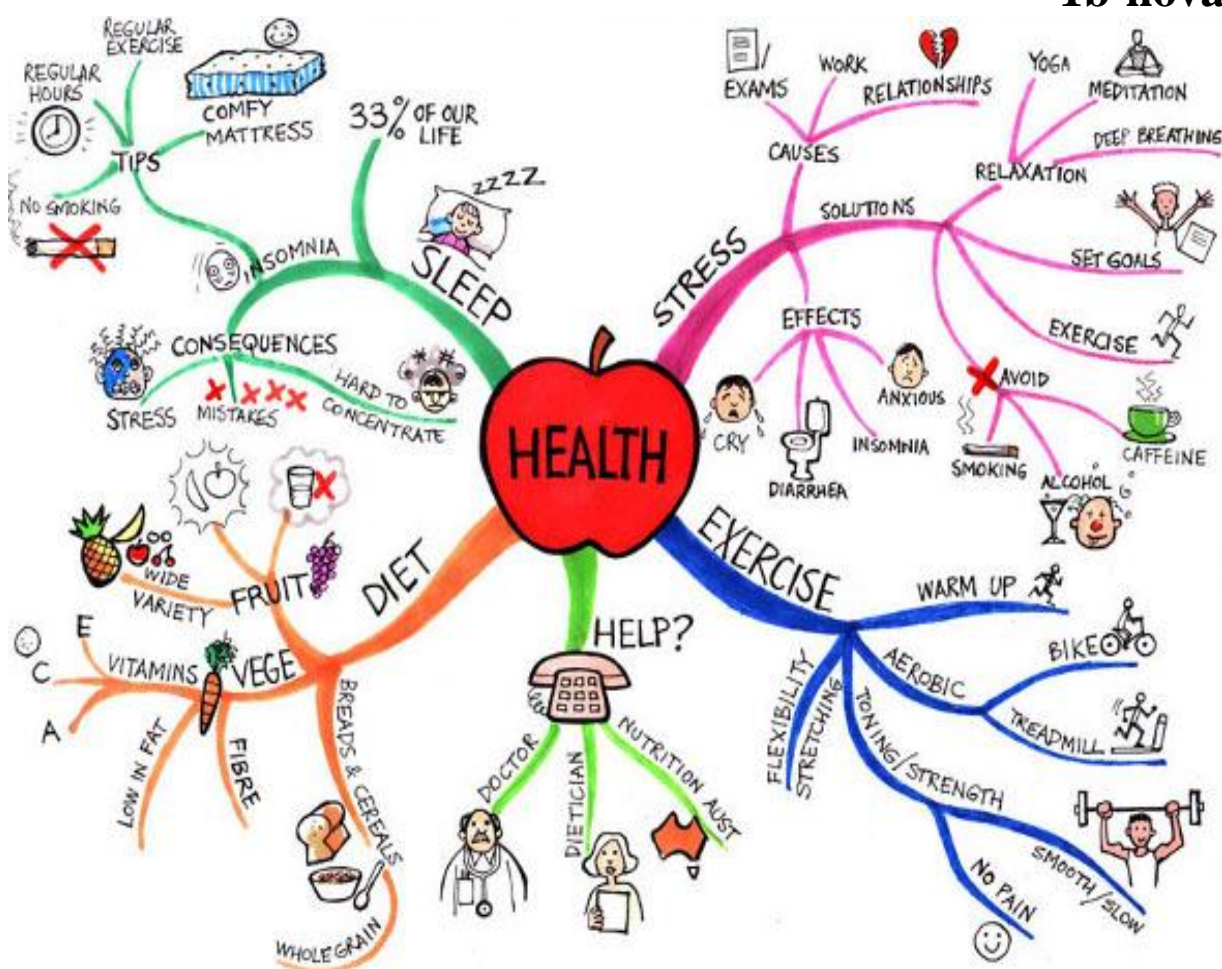 1b-nova
REGULAR
EXERCISE
REGULAR
HOURS
COMFY
MATTRESS
TIPS
NO SMOKING
33% OF OUR
LIFE
ZZZZ
INSOMNIA
SLEEP
CONSEQUENCES
STRESS
MISTAKES
HARD TO
CONCENTRATE
EXAMS
WORK
RELATIONSHIPS
CAUSES
YOGA
MEDITATION
DEEP BREATHING
RELAXATION
SOLUTIONS
STRESS
SET GOALS
EXERCISE
EFFECTS
CRY
DIARRHEA
INSOMNIA
ANXIOUS
AVOID
SMOKING
ALCOHOL
CAFFEINE
HEALTH
DIET
FRUIT
WIDE
VARIETY
VEGE
VITAMINS
E
C
A
LOW IN FAT
FIBRE
BREADS & CEREALS
WHOLEGRAIN
HELP?
DOCTOR
DIETICIAN
NUTRITION AUST
EXERCISE
WARM UP
AEROBIC
BIKE
TREADMILL
FLEXIBILITY
STRETCHING
TONING/STRENGTH
SMOOTH/SLOW
NO PAIN